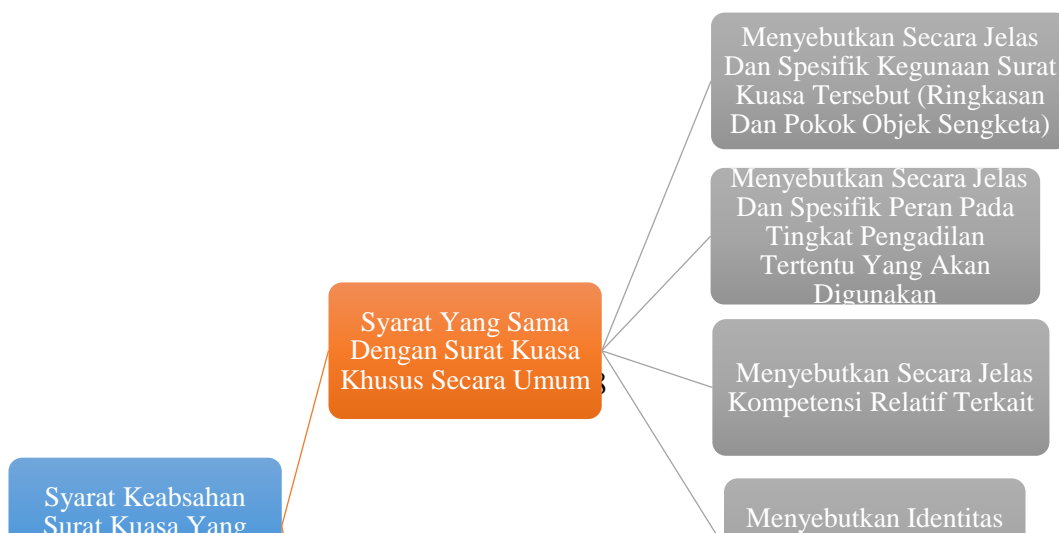 Menyebutkan Secara Jelas
Dan Spesifik Kegunaan Surat
Kuasa Tersebut (Ringkasan
Dan Pokok Objek Sengketa)
Menyebutkan Secara Jelas
Dan Spesifik Peran Pada
Tingkat Pengadilan
Tertentu Yang Akan
Digunakan
Syarat Yang Sama
Dengan Surat Kuasa
Khusus Secara Umum
Menyebutkan Secara Jelas
Kompetensi Relatif Terkait
Syarat Keabsahan
Surat Kuasa Yang
Menyebutkan Identitas